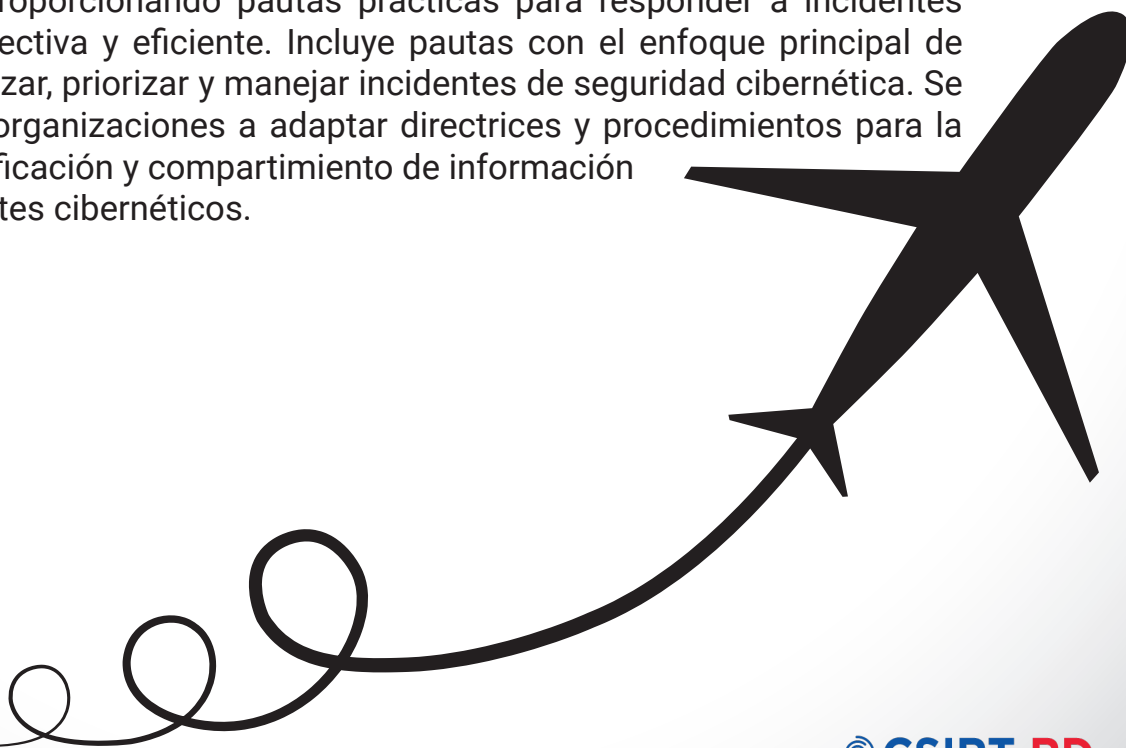 roporcionando pautas prácticas para responder a incidentes
ectiva y eficiente. Incluye pautas con el enfoque principal de
zar, priorizar y manejar incidentes de seguridad cibernética. Se
organizaciones a adaptar directrices y procedimientos para la
ficación y compartimiento de información
tes cibernéticos.
CSIRT-RD